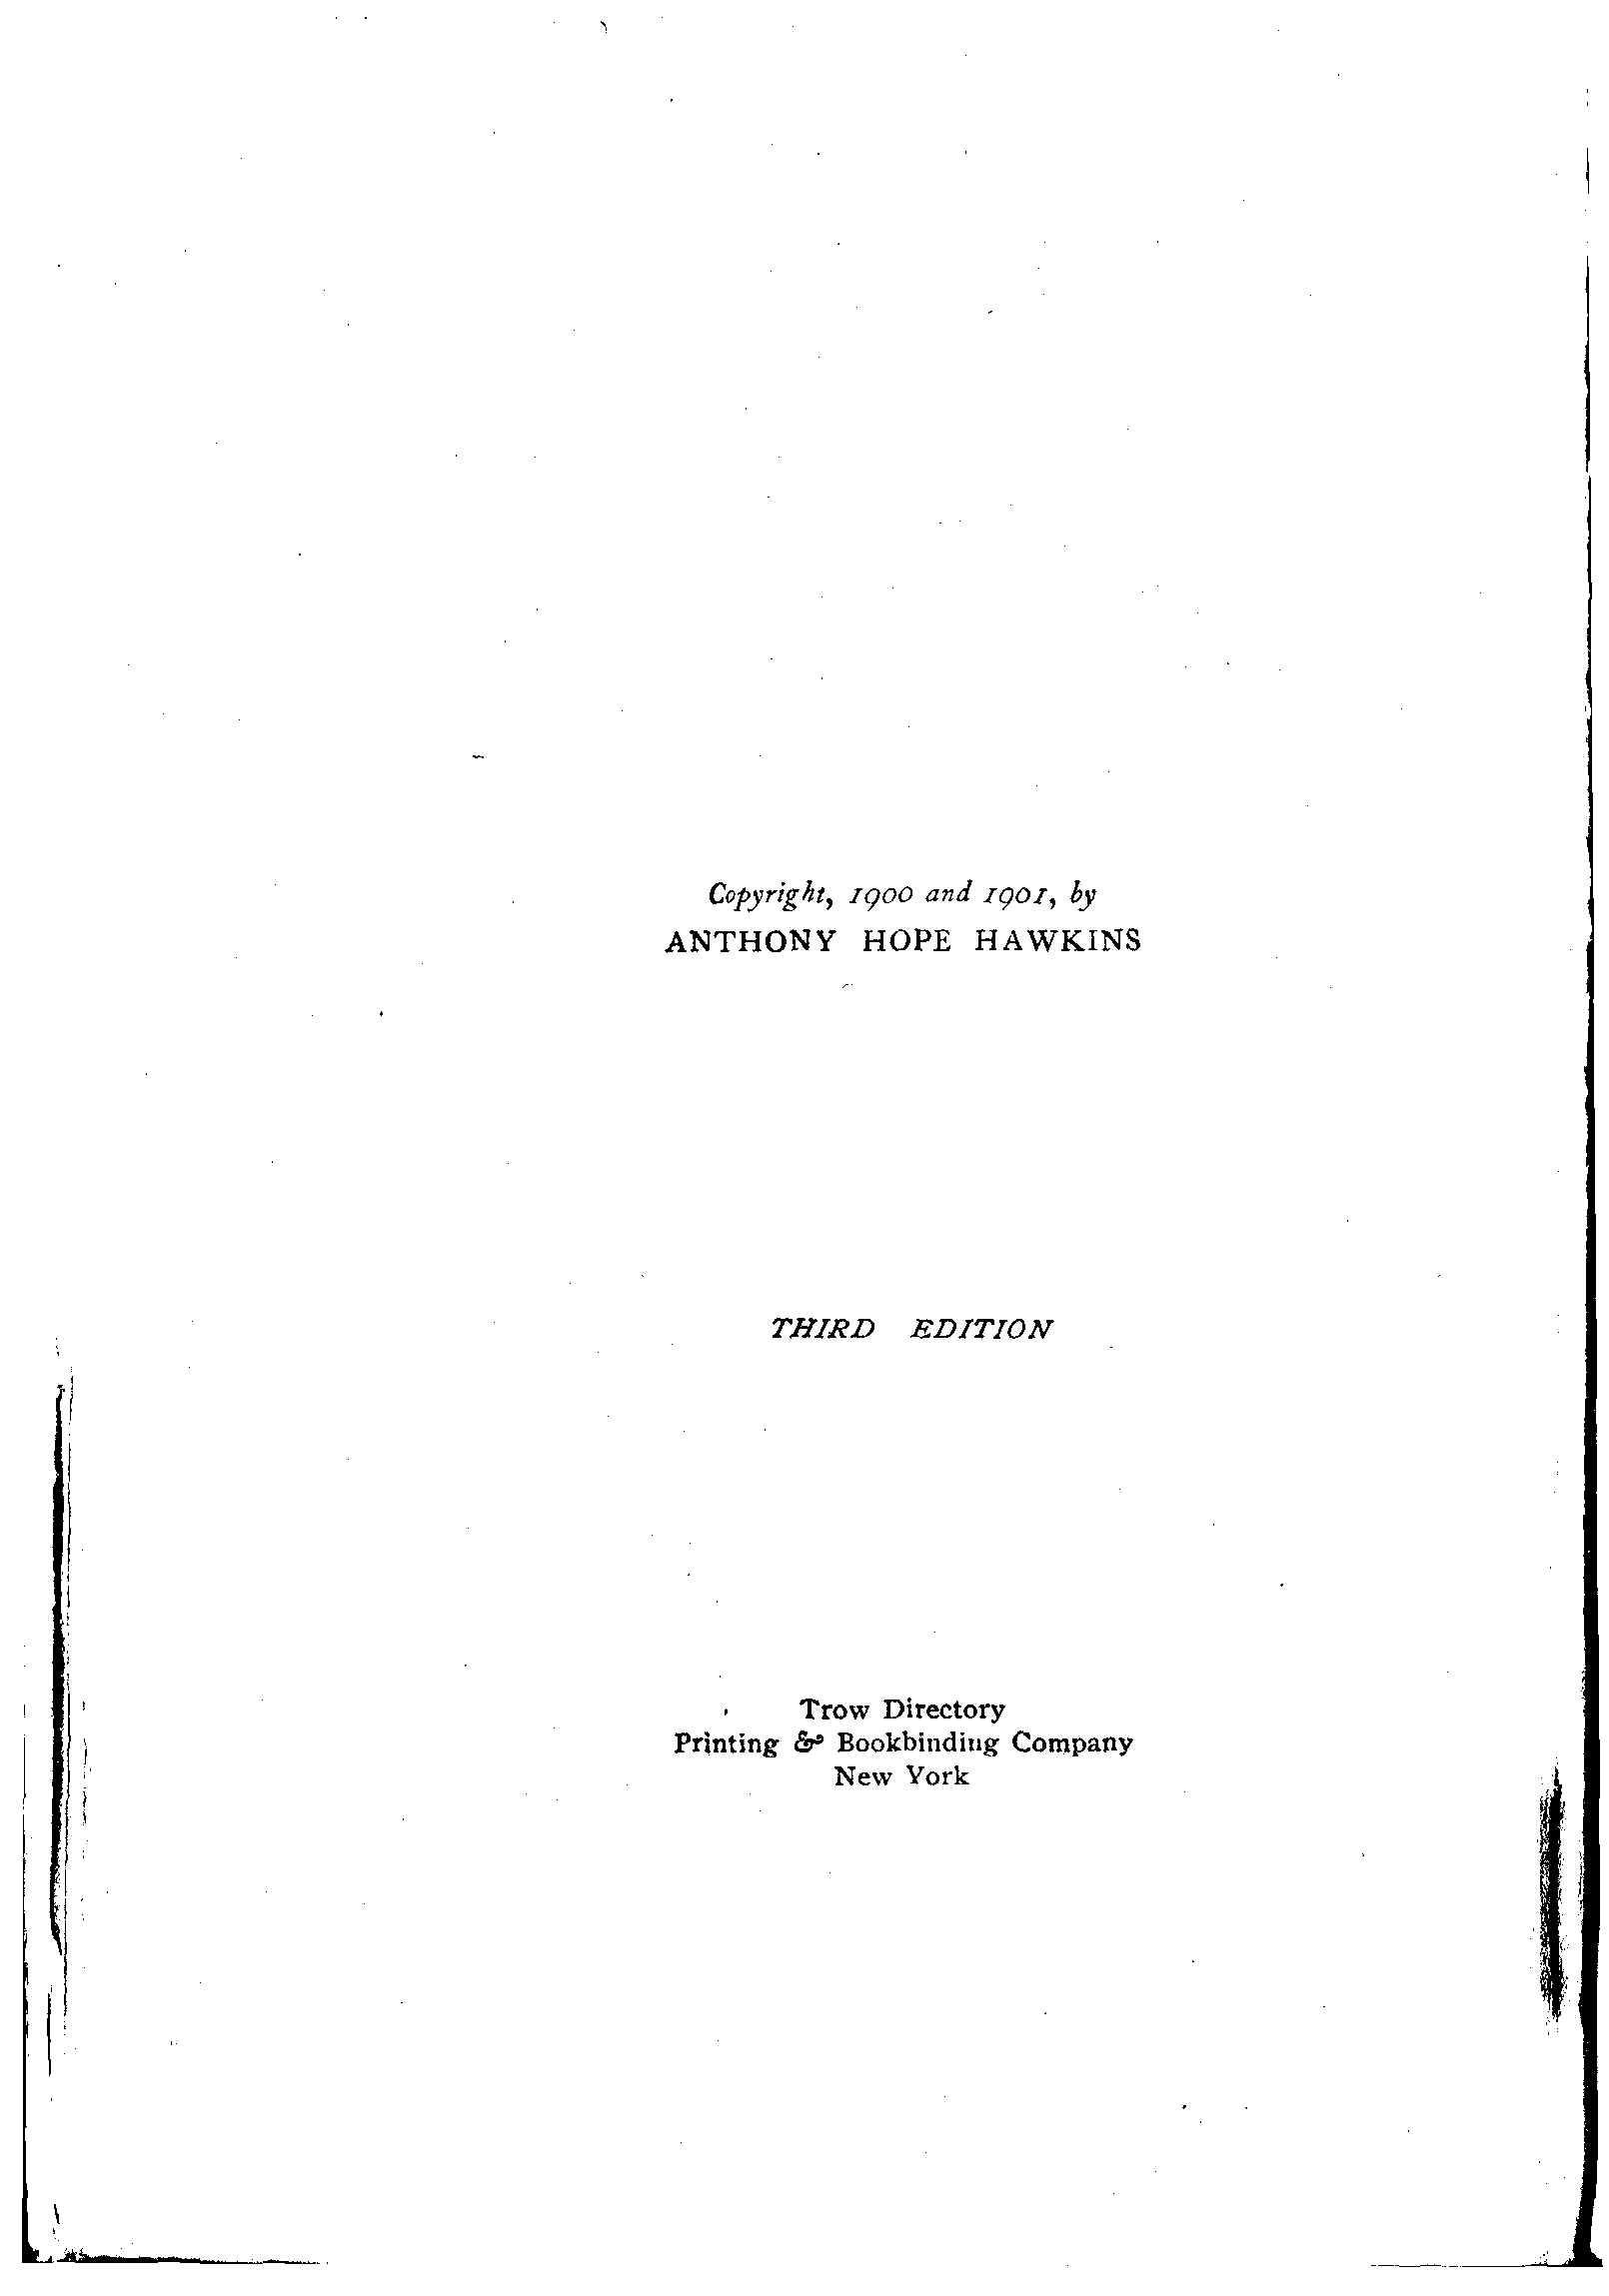 Copyright, 1900 and 1901, by
ANTHONY HOPE HAWKINS
THIRD EDITION
Trow Directory
Printing & Bookbinding Company
New York